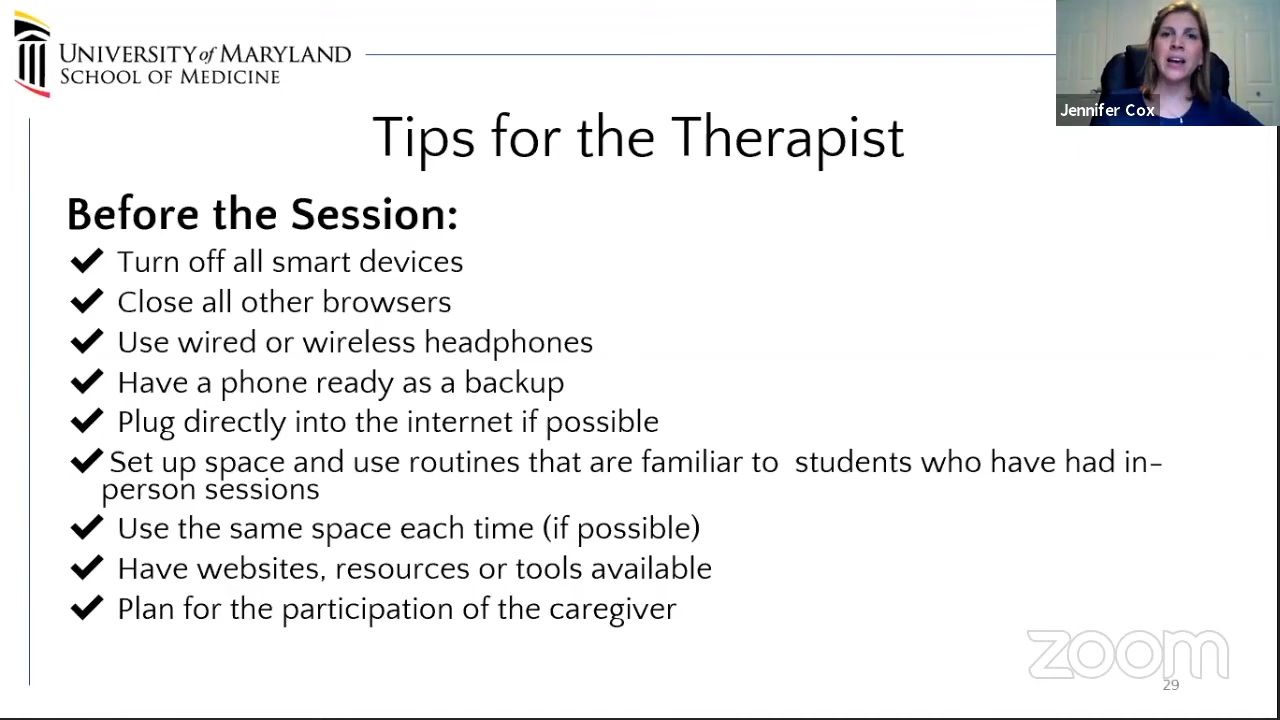 UNIVERSITY of MARYLAND
SCHOOL OF MEDICINE
Jennifer Cox
Tips for the Therapist
Before the Session:
✔ Turn off all smart devices
✔ Close all other browsers
✔ Use wired or wireless headphones
✔ Have a phone ready as a backup
✔ Plug directly into the internet if possible
✔ Set up space and use routines that are familiar to  students who have had in-
person sessions
✔ Use the same space each time (if possible)
✔ Have websites, resources or tools available
✔ Plan for the participation of the caregiver
zoom
29